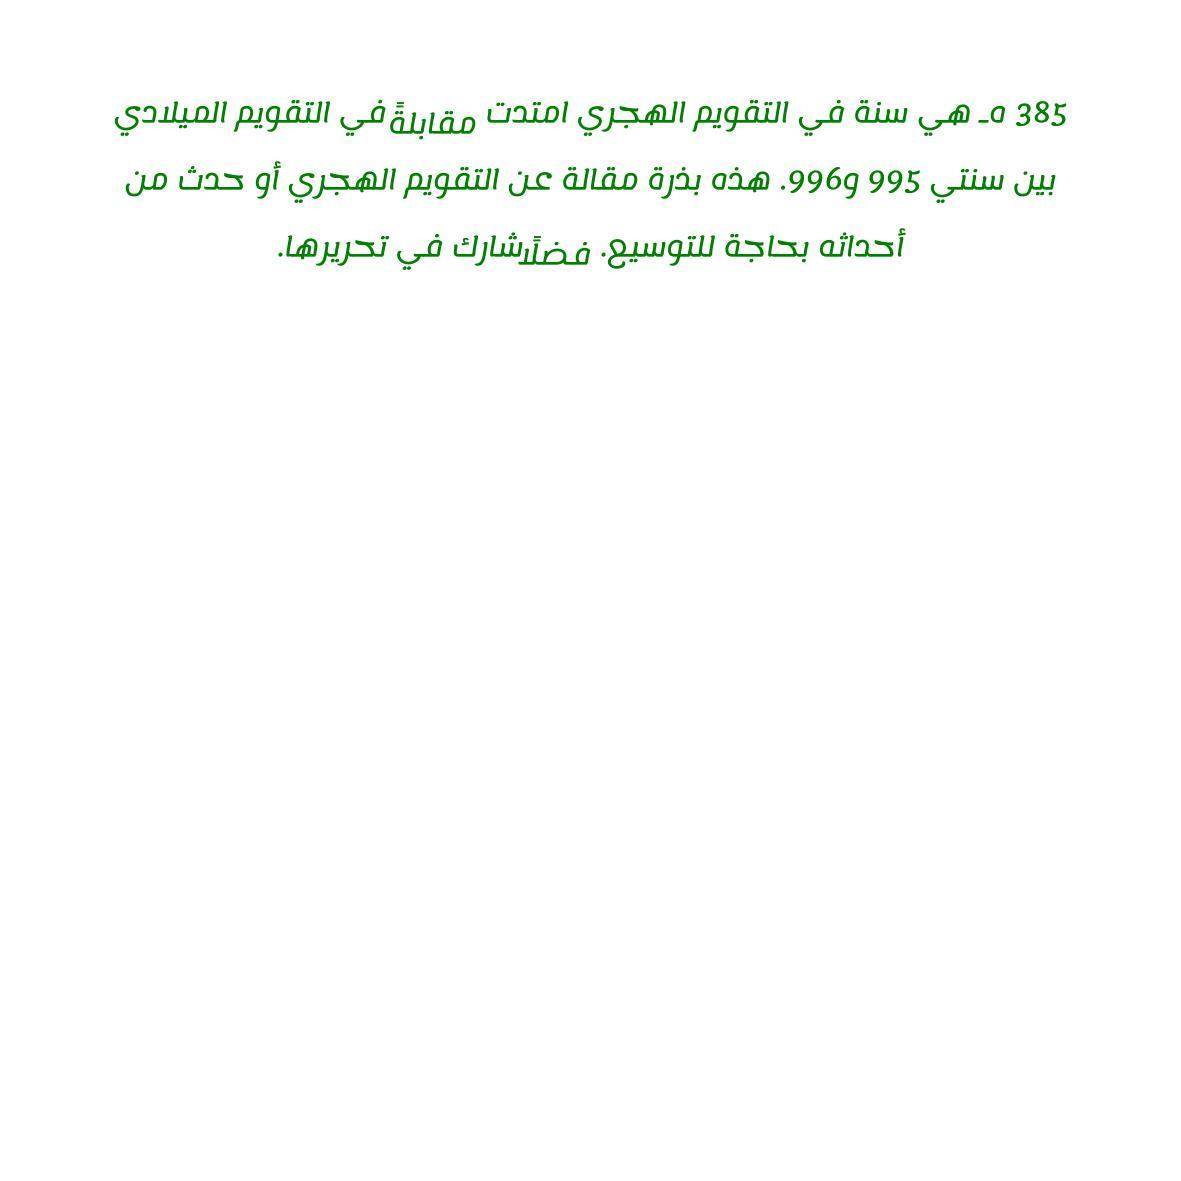 385 هـ هي سنة في التقويم الهجري امتدت مقابلةً في التقويم الميلادي
بين سنتي 995 و996. هذه بذرة مقالة عن التقويم الهجري أو حدث من
أحداثه بحاجة للتوسيع. فضلًا شارك في تحريرها.